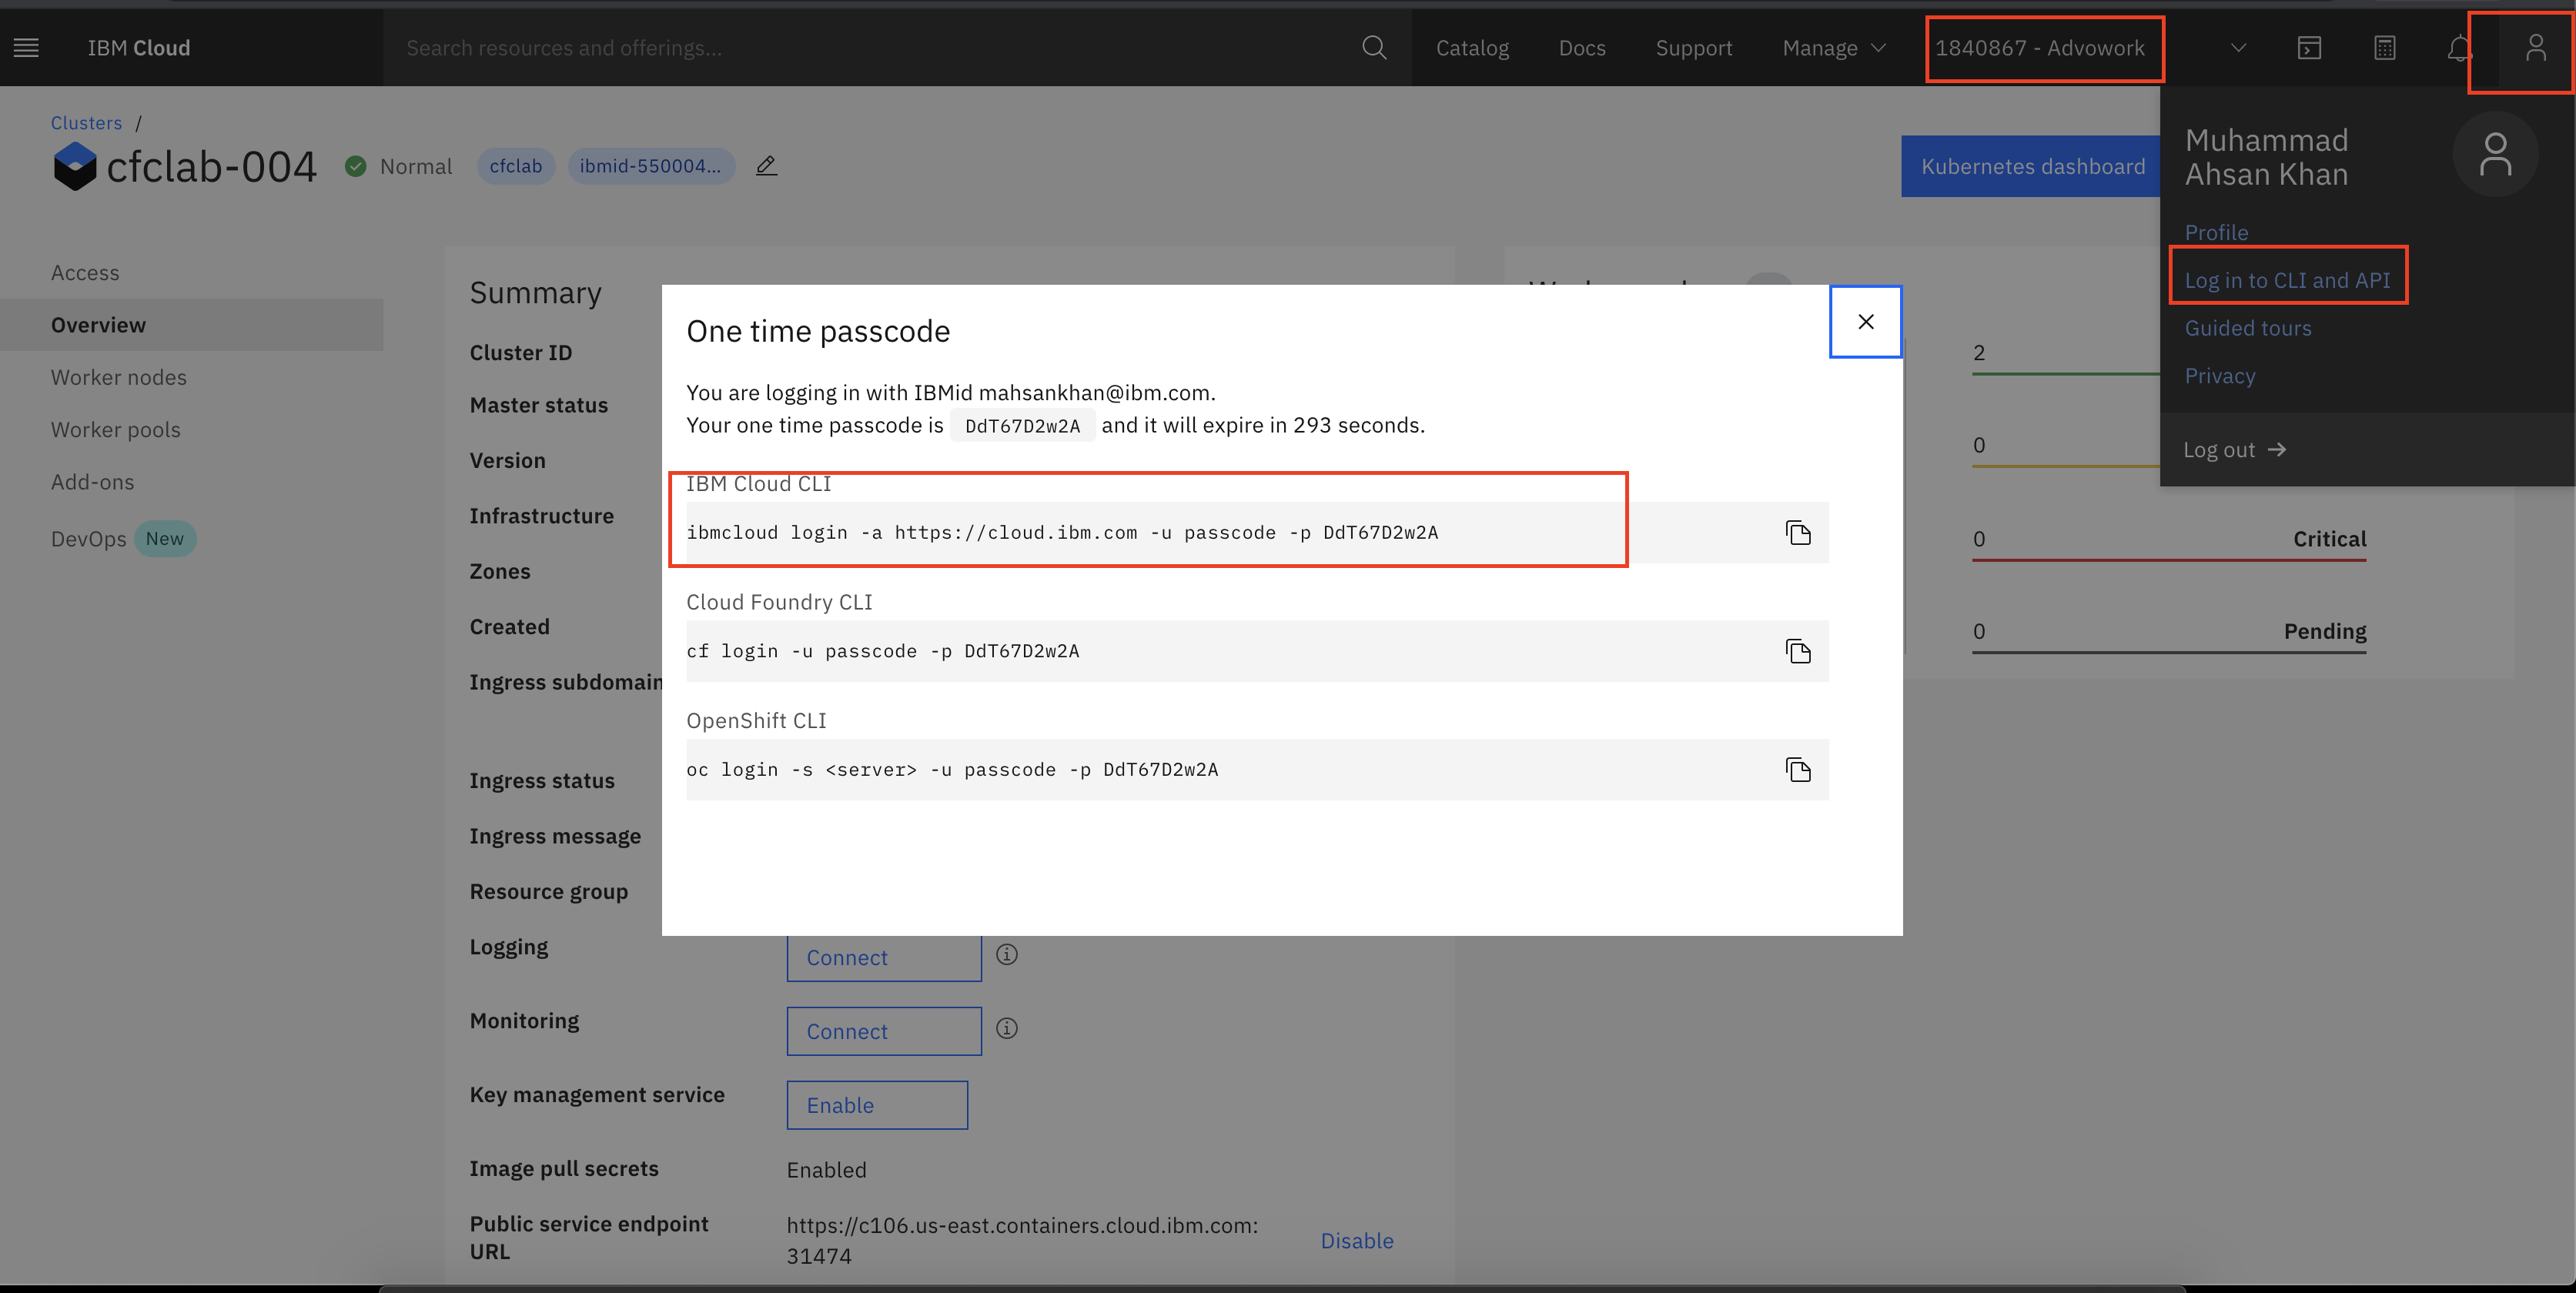 IBM Cloud
Search resources and offerings...
Catalog
Docs
Support
Manage
1840867 - Advowork
Clusters /
cfclab-004
Normal
cfclab
ibmid-550004...
Kubernetes dashboard
Muhammad
Ahsan Khan
Profile
Log in to CLI and API
Guided tours
Privacy
Log out
Access
Overview
Worker nodes
Worker pools
Add-ons
DevOps New
Summary
Cluster ID
Master status
Version
Infrastructure
Zones
Created
Ingress subdomain
Ingress status
Ingress message
Resource group
Logging
Connect
Monitoring
Connect
Key management service
Enable
Image pull secrets
Enabled
Public service endpoint
URL
https://c106.us-east.containers.cloud.ibm.com:
31474
Disable
One time passcode
You are logging in with IBMid mahsankhan@ibm.com.
Your one time passcode is DdT67D2w2A and it will expire in 293 seconds.
IBM Cloud CLI
ibmcloud login -a https://cloud.ibm.com -u passcode -p DdT67D2w2A
Cloud Foundry CLI
cf login -u passcode -p DdT67D2w2A
OpenShift CLI
oc login -s <server> -u passcode -p DdT67D2w2A
2
0
0 Critical
0 Pending